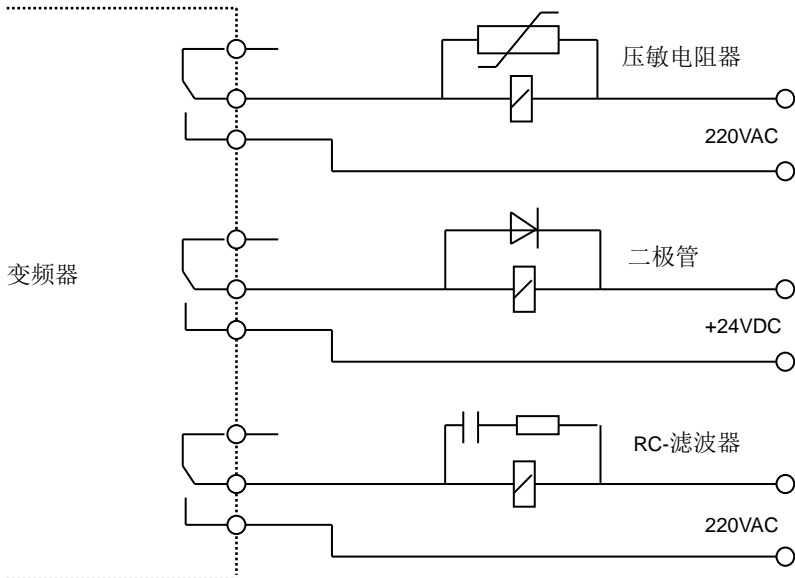 压敏电阻器
220VAC
二极管
变频器
+24VDC
RC-滤波器
220VAC